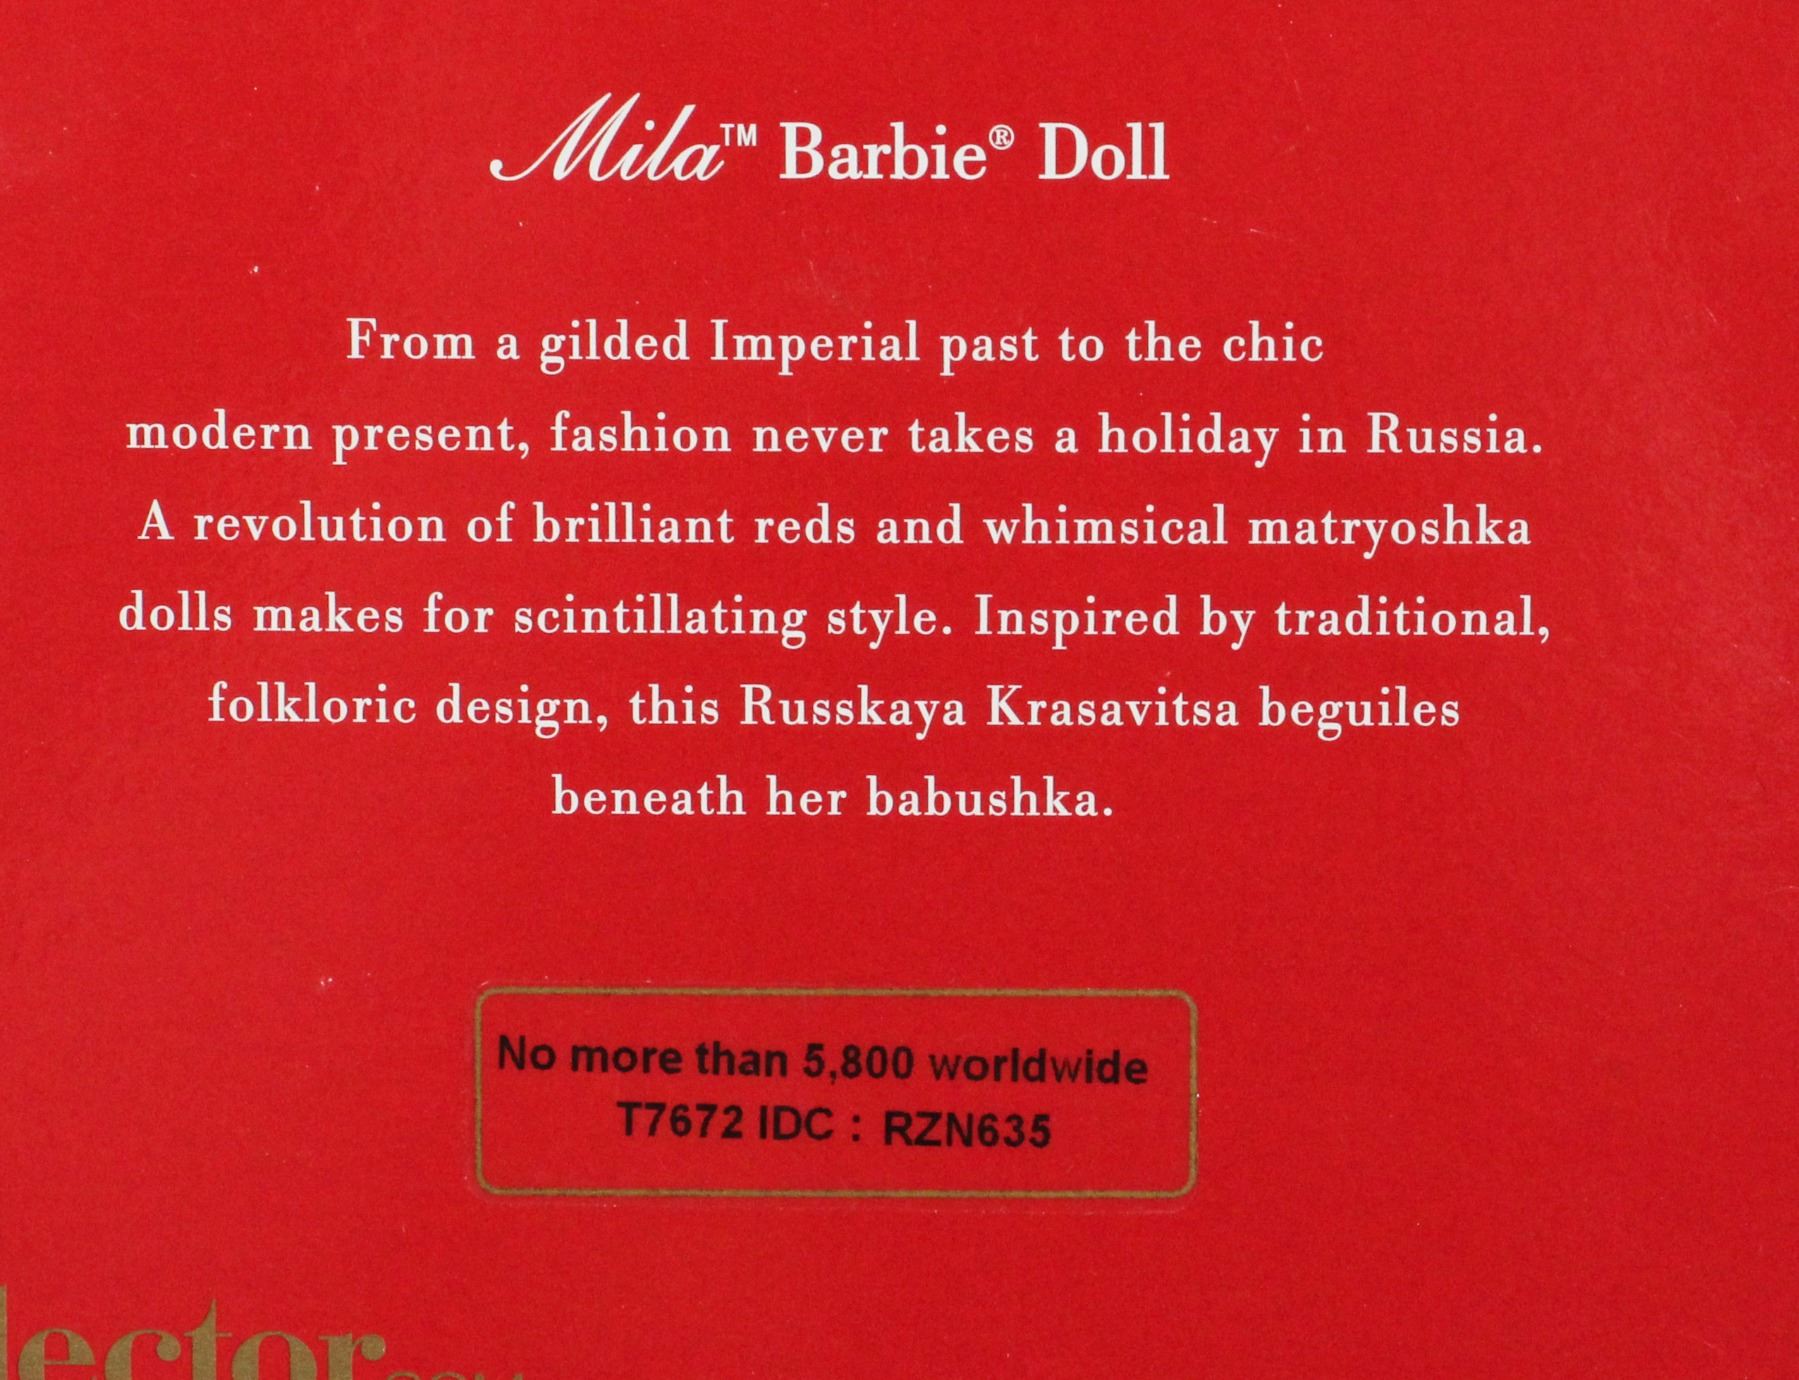 Mila™ Barbie® Doll
From a gilded Imperial past to the chic
modern present, fashion never takes a holiday in Russia.
A revolution of brilliant reds and whimsical matryoshka
dolls makes for scintillating style. Inspired by traditional,
folkloric design, this Russkaya Krasavitsa beguiles
beneath her babushka.
No more than 5,800 worldwide
T7672 IDC : RZN635
lector